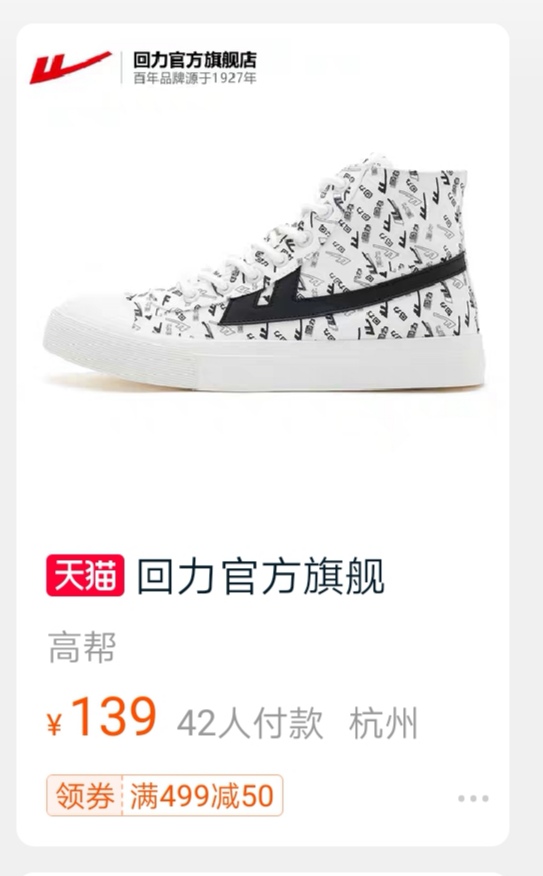 回力官方旗舰店
百年品牌源于1927年
天猫 回力官方旗舰
高帮
¥139 42人付款 杭州
领券 满499减50